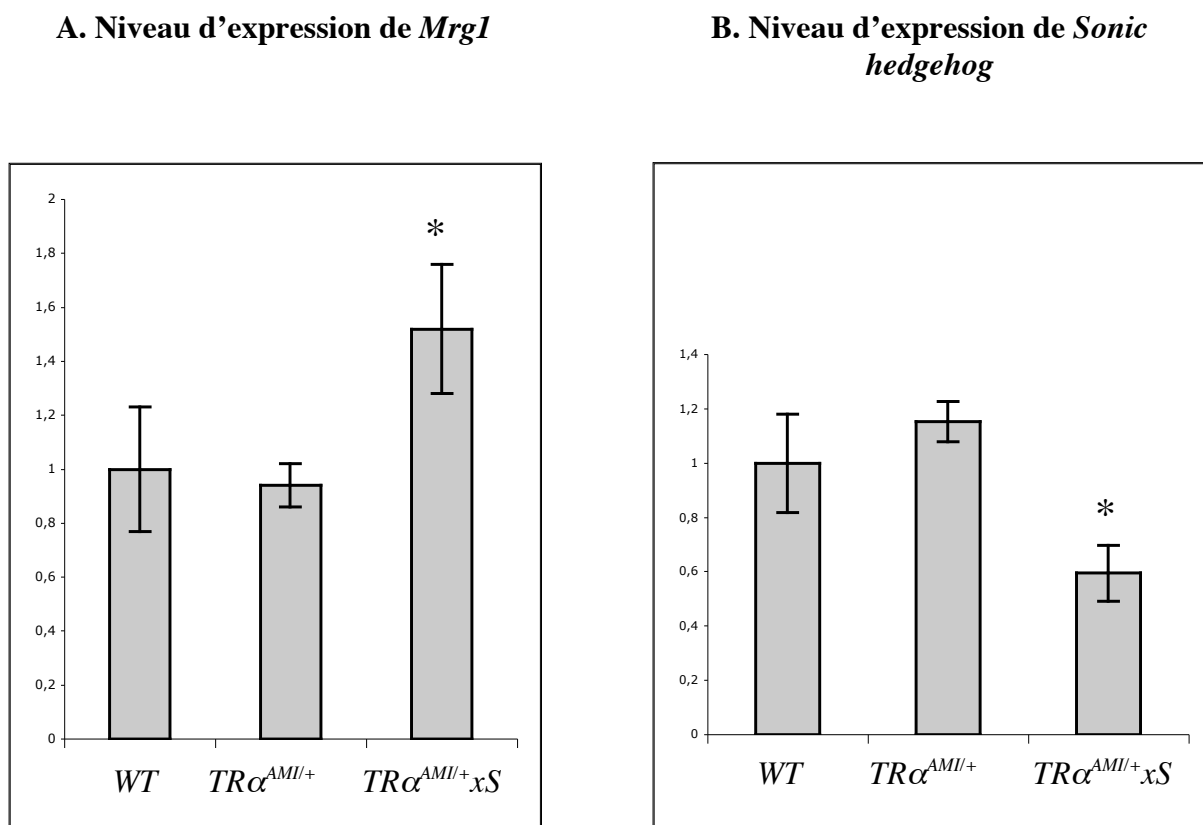 A. Niveau d’expression de Mrg1
B. Niveau d’expression de Sonic
hedgehog
2
1,8
1,6
1,4
1,2
1
0,8
0,6
0,4
0,2
0
*
WT
TRα^AMI/+
TRα^AMI/+ xS
1,4
1,2
1
0,8
0,6
0,4
0,2
0
*
WT
TRα^AMI/+
TRα^AMI/+ xS